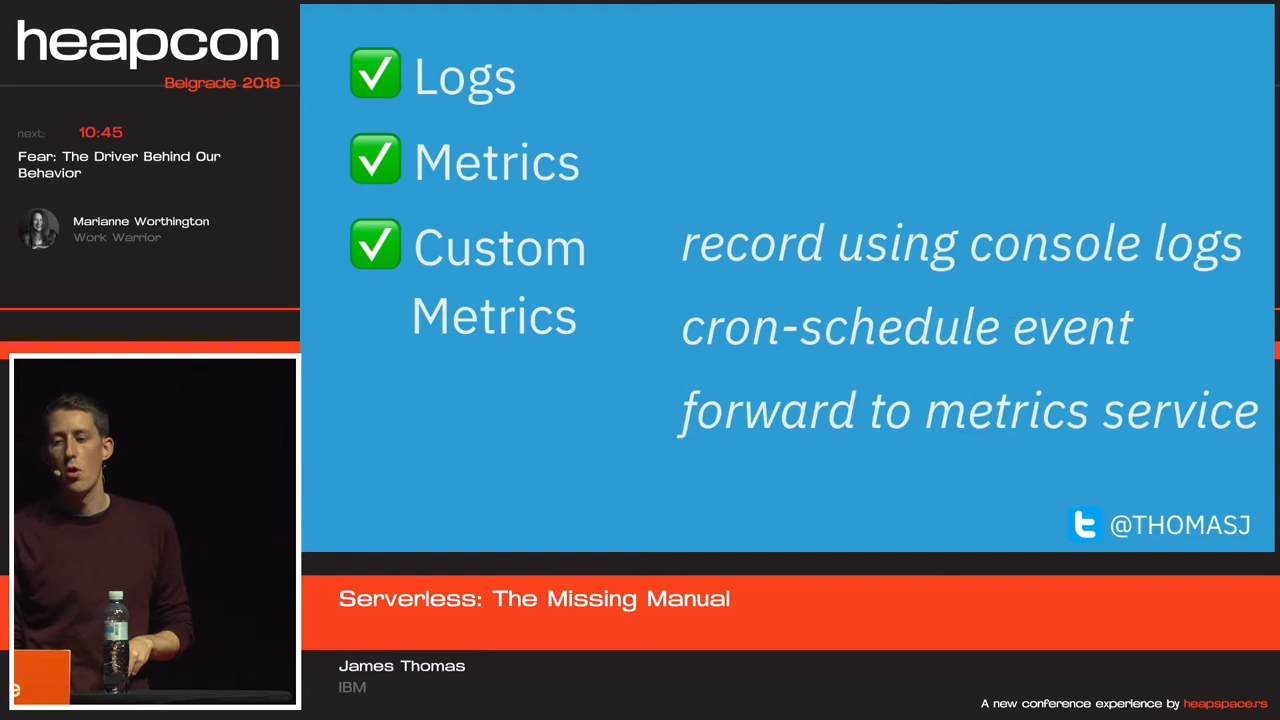 heapcon
Belgrade 2018
next: 10:45
Fear: The Driver Behind Our
Behavior
Marianne Worthington
Work Warrior
Logs
Metrics
Custom
Metrics
record using console logs
cron-schedule event
forward to metrics service
@THOMASJ
Serverless: The Missing Manual
James Thomas
IBM
A new conference experience by heapspace.rs
e